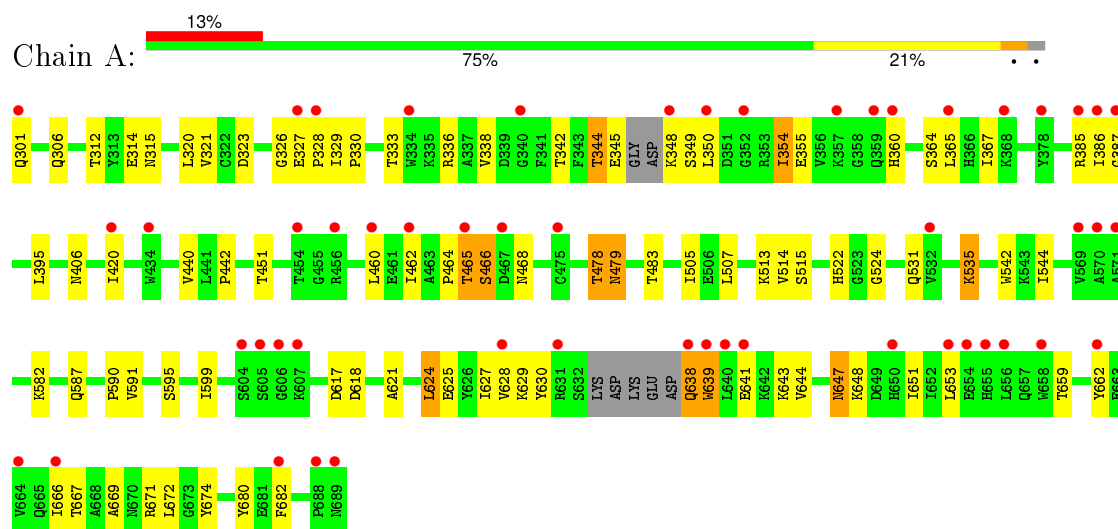 13%
Chain A:
75% 21% • •
Q301 Q306 T312 Y313 E314 N315 L320 V321 C322 D323 G326 E327 P328 I329 P330 T333 W334 K335 R336 A337 V338 D339 G340 F341 T342 F343 T344 E345 GLY ASP K348 S349 L350 D351 G352 R353 I354 E355 V356 K357 G358 Q359 H360 S364 L365 H366 I367 K368 Y378 R385 I386 G387
L395 N406 I420 W434 V440 L441 P442 T451 T454 G455 R456 L460 E461 I462 A463 P464 T465 S466 D467 N468 C475 T478 N479 T483 I505 E506 L507 K513 V514 S515 H522 G523 G524 Q531 V532 K535 W542 K543 I544 V569 A570 A571
K582 Q587 P590 V591 S595 I599 S604 S605 G606 K607 D617 D618 A621 L624 E625 Y626 I627 V628 K629 Y630 R631 S632 LYS ASP LYS GLU ASP Q638 W639 L640 E641 K642 K643 V644 N647 K648 D649 H650 I651 I652 L653 E654 H655 L656 Q657 W658 T659 Y662 E663
V664 Q665 I666 T667 A668 A669 N670 R671 L672 G673 Y674 Y680 E681 F682 P688 N689